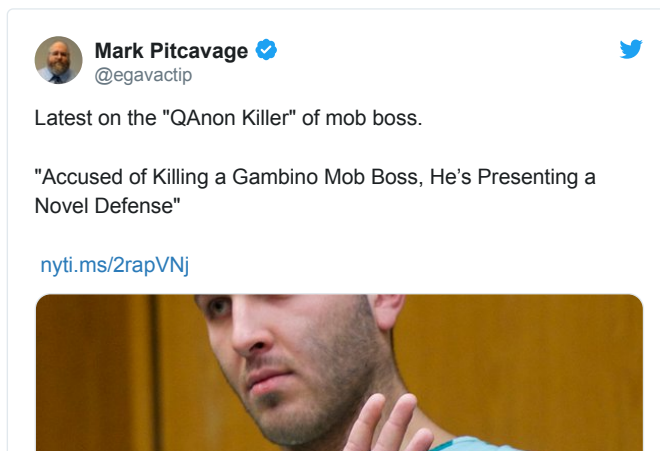 Mark Pitcavage
@egavactip
Latest on the "QAnon Killer" of mob boss.
"Accused of Killing a Gambino Mob Boss, He’s Presenting a
Novel Defense"
nyti.ms/2rapVNj